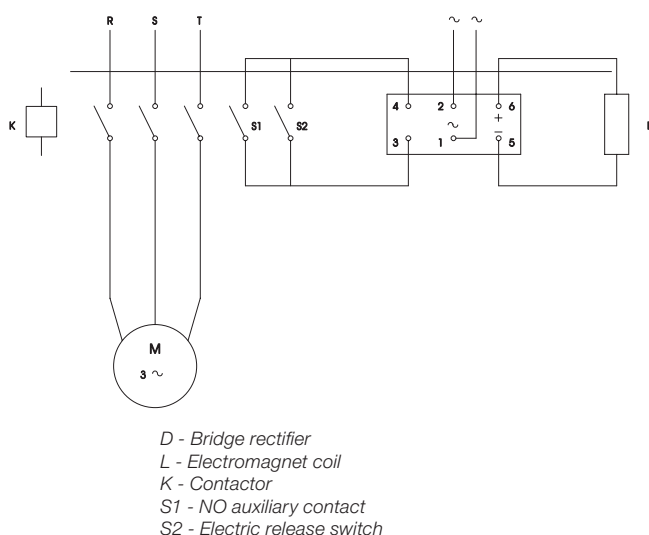 R S T ~ ~
4 2 6
K S1 S2 ~ +
3 1 − 5
M
3 ~
D - Bridge rectifier
L - Electromagnet coil
K - Contactor
S1 - NO auxiliary contact
S2 - Electric release switch